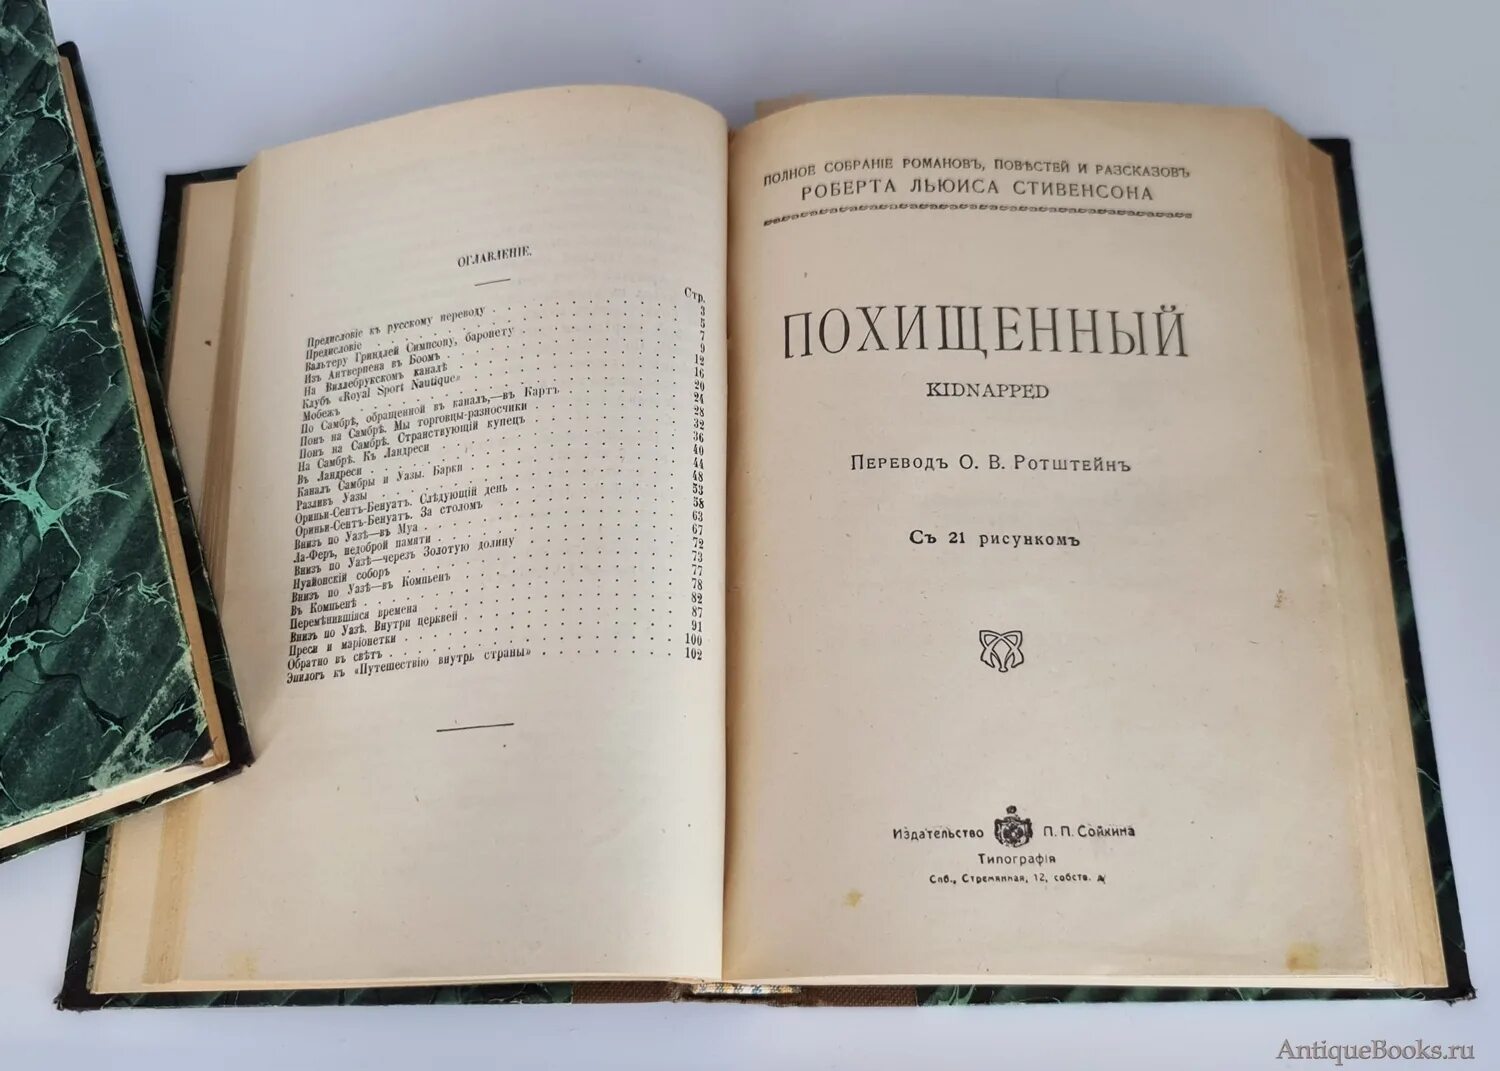 ОГЛАВЛЕНІЕ.
Стр.
Предисловіе къ русскому переводу 3
Предисловіе 5
Вальтеру Гриндлей Симпсону, баронету 7
Изъ Антверпена въ Боомъ 9
На Виллебрукскомъ каналѣ 12
Клубъ «Royal Sport Nautique» 16
Мобежъ 20
По Самбрѣ, обращенной въ каналъ,—въ Картъ 24
Понъ на Самбрѣ. Мы торговцы-разносчики 28
Понъ на Самбрѣ. Странствующій купецъ 32
На Самбрѣ. Къ Ландреси 36
Въ Ландреси 40
Каналъ Самбры и Уазы. Барки 44
Разливъ Уазы 48
Ориньи-Сентъ-Бенуатъ. Слѣдующій день 53
Ориньи-Сентъ-Бенуатъ. За столомъ 58
Внизъ по Уазѣ—въ Муа 63
Ла-Феръ, недоброй памяти 67
Внизъ по Уазѣ—черезъ Золотую долину 72
Нуайонскій соборъ 73
Внизъ по Уазѣ—въ Компьенъ 77
Въ Компьенѣ 78
Перемѣнившіяся времена 82
Внизъ по Уазѣ. Внутри церквей 87
Преси и маріонетки 91
Обратно въ свѣтъ 100
Эпилогъ къ «Путешествію внутрь страны» 102
ПОЛНОЕ СОБРАНІЕ РОМАНОВЪ, ПОВѢСТЕЙ И РАЗСКАЗОВЪ
РОБЕРТА ЛЬЮИСА СТИВЕНСОНА
ПОХИЩЕННЫЙ
KIDNAPPED
Переводъ О. В. Ротштейнъ
Съ 21 рисункомъ
Издательство П. П. Сойкина
Типографія
Спб., Стремянная, 12, собств. д.
AntiqueBooks.ru